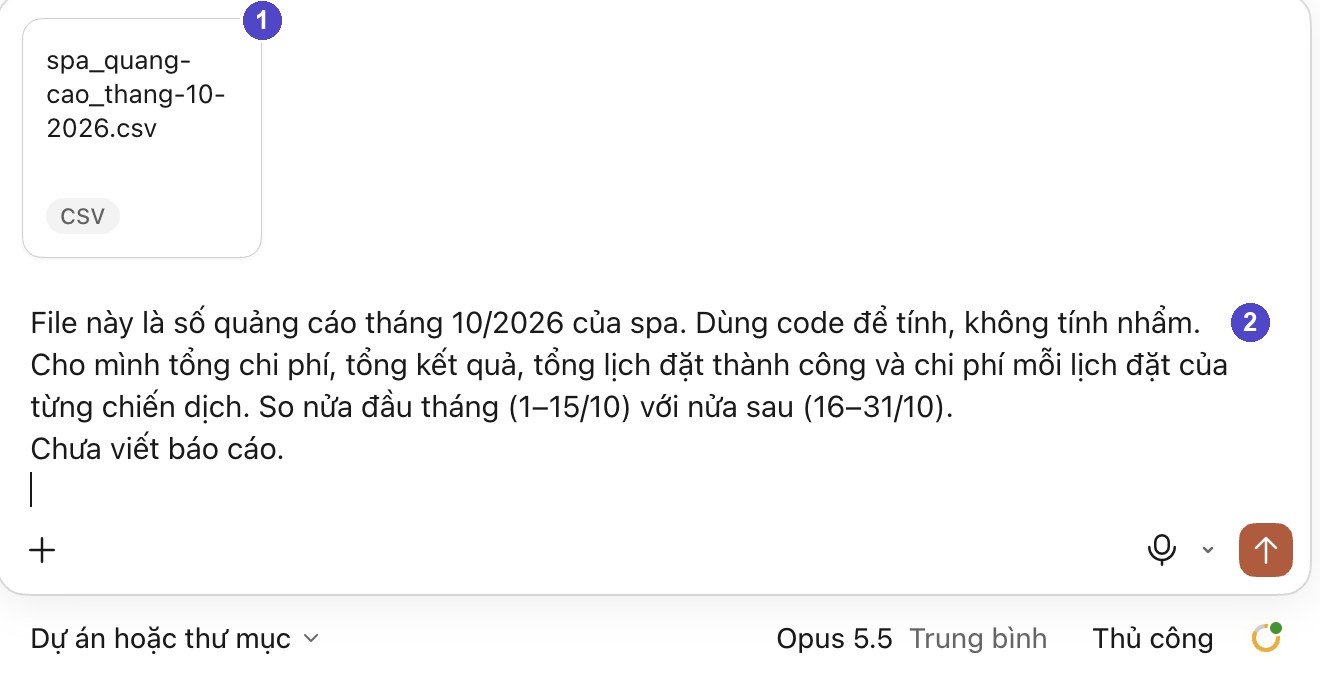 1
spa_quang-
cao_thang-10-
2026.csv
CSV
File này là số quảng cáo tháng 10/2026 của spa. Dùng code để tính, không tính nhẩm.
2
Cho mình tổng chi phí, tổng kết quả, tổng lịch đặt thành công và chi phí mỗi lịch đặt của
từng chiến dịch. So nửa đầu tháng (1–15/10) với nửa sau (16–31/10).
Chưa viết báo cáo.
Dự án hoặc thư mục
Opus 5.5 Trung bình
Thủ công